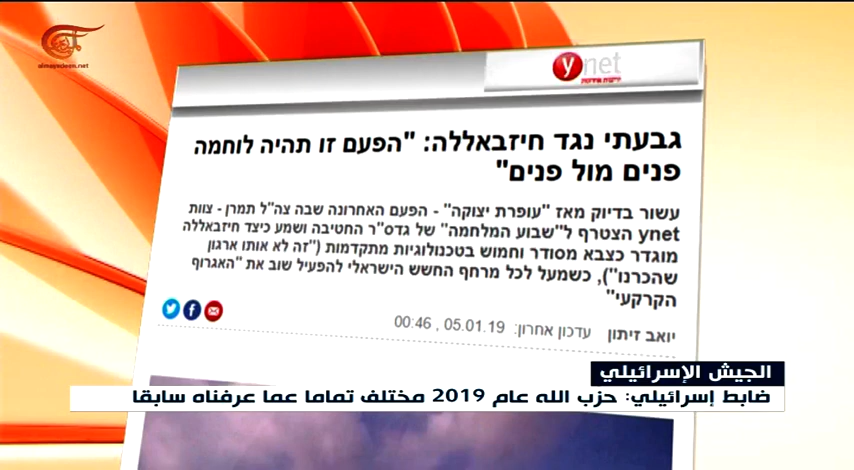 الميادين
almayadeen.net
ynet
ידיעות אחרונות
גבעתי נגד חיזבאללה: "הפעם זו תהיה לוחמה
פנים מול פנים"
עשור בדיוק מאז "עופרת יצוקה" - הפעם האחרונה שבה צה"ל תמרן - צוות
ynet הצטרף ל"שבוע המלחמה" של גדס"ר החטיבה ושמע כיצד חיזבאללה
מוגדר כצבא מסודר וחמוש בטכנולוגיות מתקדמות ("זה לא אותו ארגון
שהכרנו"), כשמעל לכל מרחף החשש הישראלי להפעיל שוב את "האגרוף
הקרקעי"
יואב זיתון עדכון אחרון: 05.01.19 , 00:46
الجيش الإسرائيلي
ضابط إسرائيلي: حزب الله عام 2019 مختلف تماما عما عرفناه سابقا